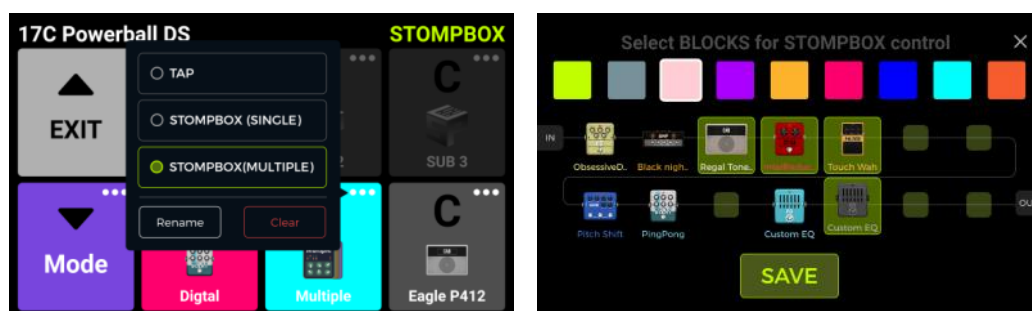 17C Powerball DS
STOMPBOX
TAP
STOMPBOX (SINGLE)
STOMPBOX(MULTIPLE)
Rename
Clear
EXIT
C
SUB 3
Mode
Digtal
Multiple
C
Eagle P412
Select BLOCKS for STOMPBOX control
IN
ObsessiveD..
Black nigh..
Regal Tone..
Touch Wah
Pitch Shift
PingPong
Custom EQ
Custom EQ
OU
SAVE